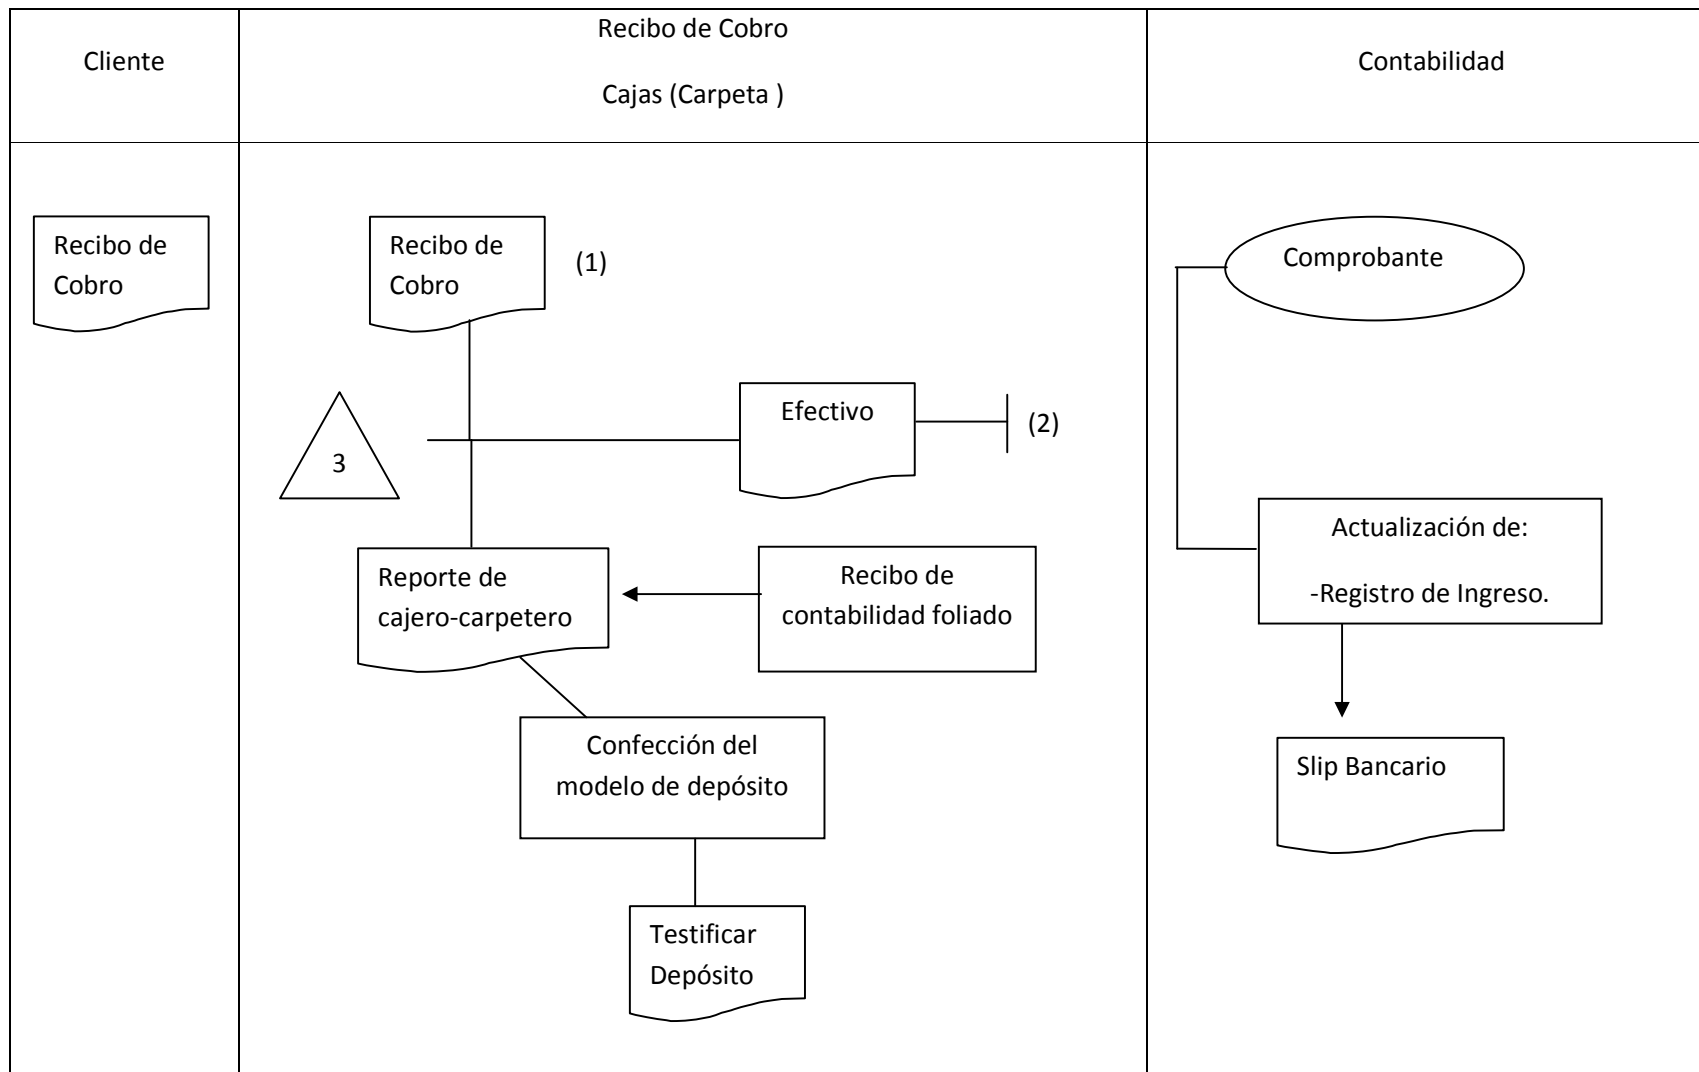 Cliente
Recibo de Cobro
Cajas (Carpeta )
Contabilidad
Recibo de
Cobro
Recibo de
Cobro
(1)
Efectivo
(2)
3
Reporte de
cajero-carpetero
Recibo de
contabilidad foliado
Confección del
modelo de depósito
Testificar
Depósito
Comprobante
Actualización de:
-Registro de Ingreso.
Slip Bancario